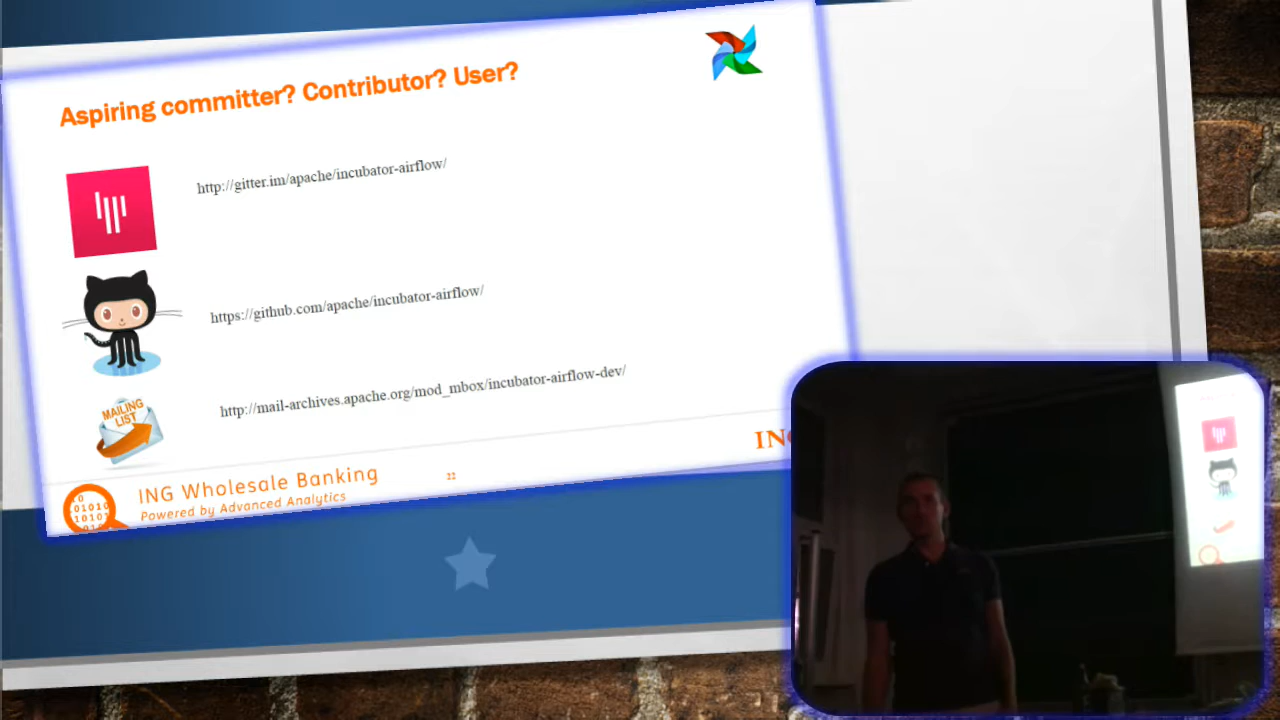 Aspiring committer? Contributor? User?
http://gitter.im/apache/incubator-airflow/
https://github.com/apache/incubator-airflow/
http://mail-archives.apache.org/mod_mbox/incubator-airflow-dev/
MAILING
LIST
ING Wholesale Banking
Powered by Advanced Analytics
22